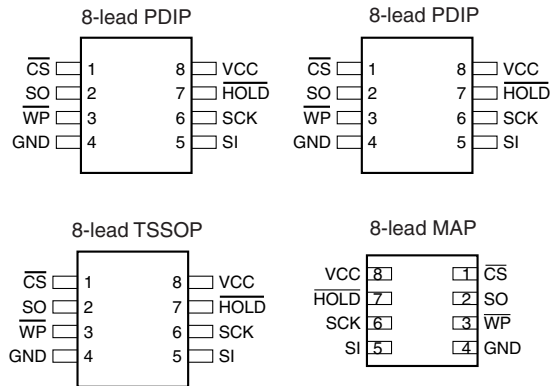 8-lead PDIP
CS 1 8 VCC
SO 2 7 HOLD
WP 3 6 SCK
GND 4 5 SI
8-lead PDIP
CS 1 8 VCC
SO 2 7 HOLD
WP 3 6 SCK
GND 4 5 SI
8-lead TSSOP
CS 1 8 VCC
SO 2 7 HOLD
WP 3 6 SCK
GND 4 5 SI
8-lead MAP
VCC 8 1 CS
HOLD 7 2 SO
SCK 6 3 WP
SI 5 4 GND